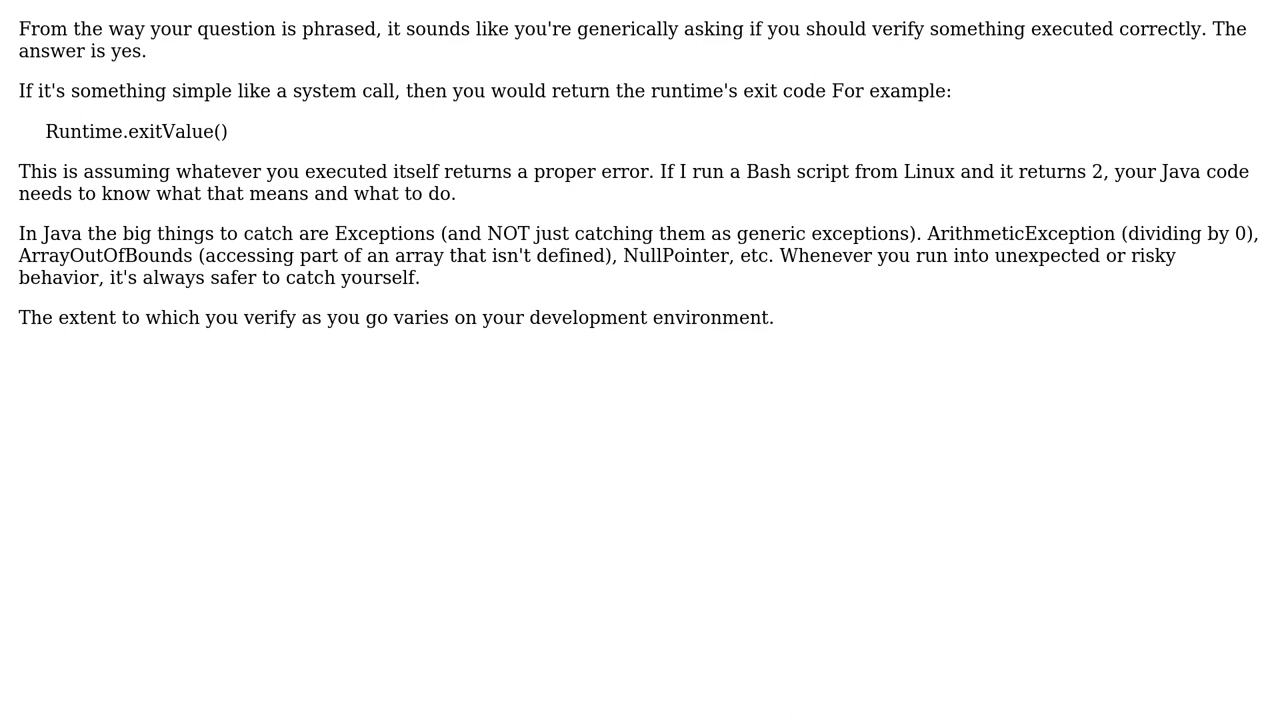 From the way your question is phrased, it sounds like you're generically asking if you should verify something executed correctly. The
answer is yes.
If it's something simple like a system call, then you would return the runtime's exit code For example:
Runtime.exitValue()
This is assuming whatever you executed itself returns a proper error. If I run a Bash script from Linux and it returns 2, your Java code
needs to know what that means and what to do.
In Java the big things to catch are Exceptions (and NOT just catching them as generic exceptions). ArithmeticException (dividing by 0),
ArrayOutOfBounds (accessing part of an array that isn't defined), NullPointer, etc. Whenever you run into unexpected or risky
behavior, it's always safer to catch yourself.
The extent to which you verify as you go varies on your development environment.